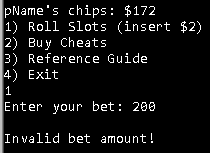 pName's chips: $172
1) Roll Slots (insert $2)
2) Buy Cheats
3) Reference Guide
4) Exit
1
Enter your bet: 200
Invalid bet amount!